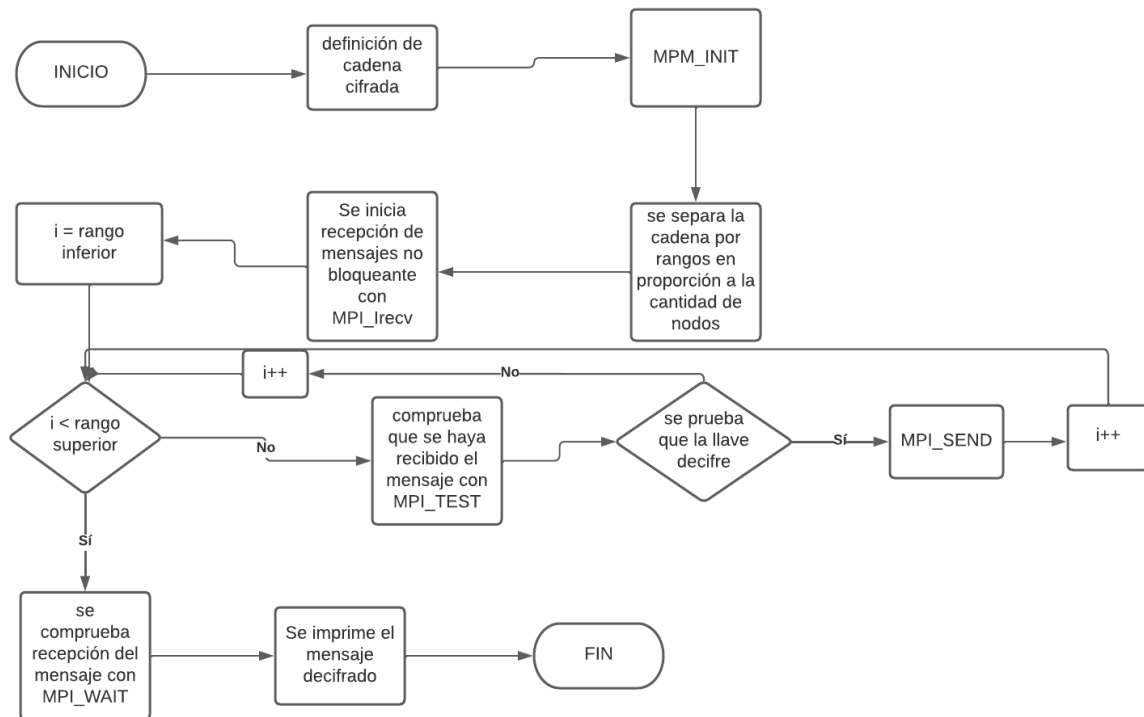 INICIO
definición de
cadena
cifrada
MPM_INIT
i = rango
inferior
Se inicia
recepción de
mensajes no
bloqueante
con
MPI_Irecv
se separa la
cadena por
rangos en
proporción a la
cantidad de
nodos
i++
No
i < rango
superior
No
comprueba
que se haya
recibido el
mensaje con
MPI_TEST
se prueba
que la llave
decifre
Sí
MPI_SEND
i++
Sí
se
comprueba
recepción del
mensaje con
MPI_WAIT
Se imprime el
mensaje
decifrado
FIN